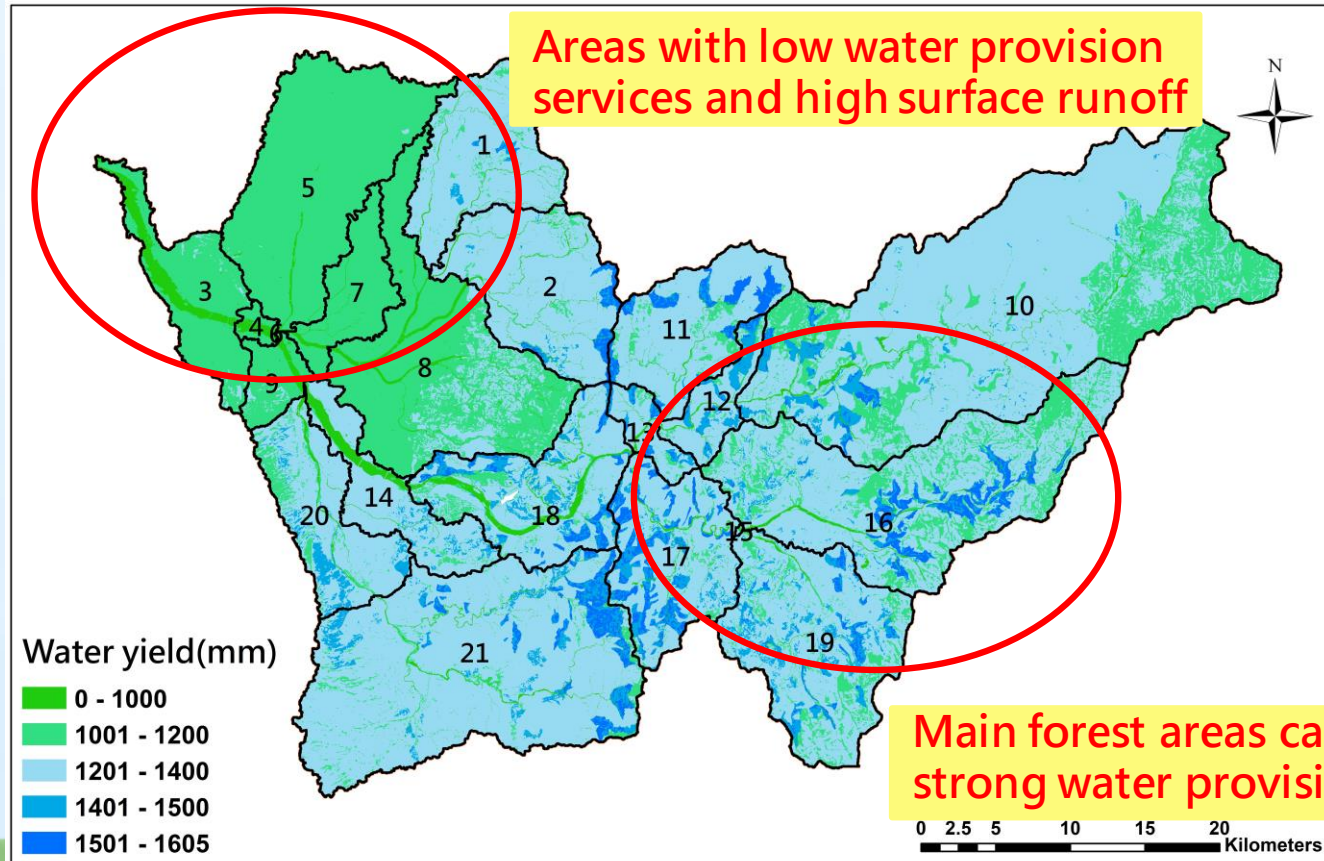 Areas with low water provision
services and high surface runoff
N
1
5
2
3
7
10
4
6
11
8
9
12
13
14
16
20
18
15
17
19
21
Water yield(mm)
0 - 1000
1001 - 1200
1201 - 1400
1401 - 1500
1501 - 1605
Main forest areas ca
strong water provisi
0 2.5 5 10 15 20
Kilometers